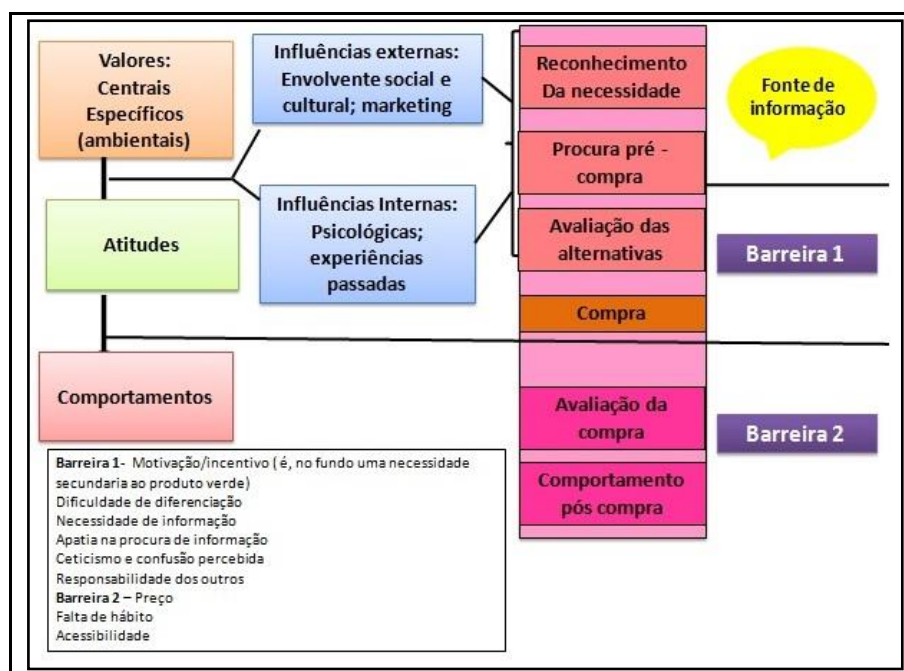 Valores:
Centrais
Específicos
(ambientais)
Atitudes
Comportamentos
Influências externas:
Envolvente social e
cultural; marketing
Influências Internas:
Psicológicas;
experiências
passadas
Reconhecimento
Da necessidade
Procura pré -
compra
Avaliação das
alternativas
Compra
Avaliação da
compra
Comportamento
pós compra
Fonte de
informação
Barreira 1
Barreira 2
Barreira 1- Motivação/incentivo ( é, no fundo uma necessidade
secundaria ao produto verde)
Dificuldade de diferenciação
Necessidade de informação
Apatia na procura de informação
Ceticismo e confusão percebida
Responsabilidade dos outros
Barreira 2 – Preço
Falta de hábito
Acessibilidade